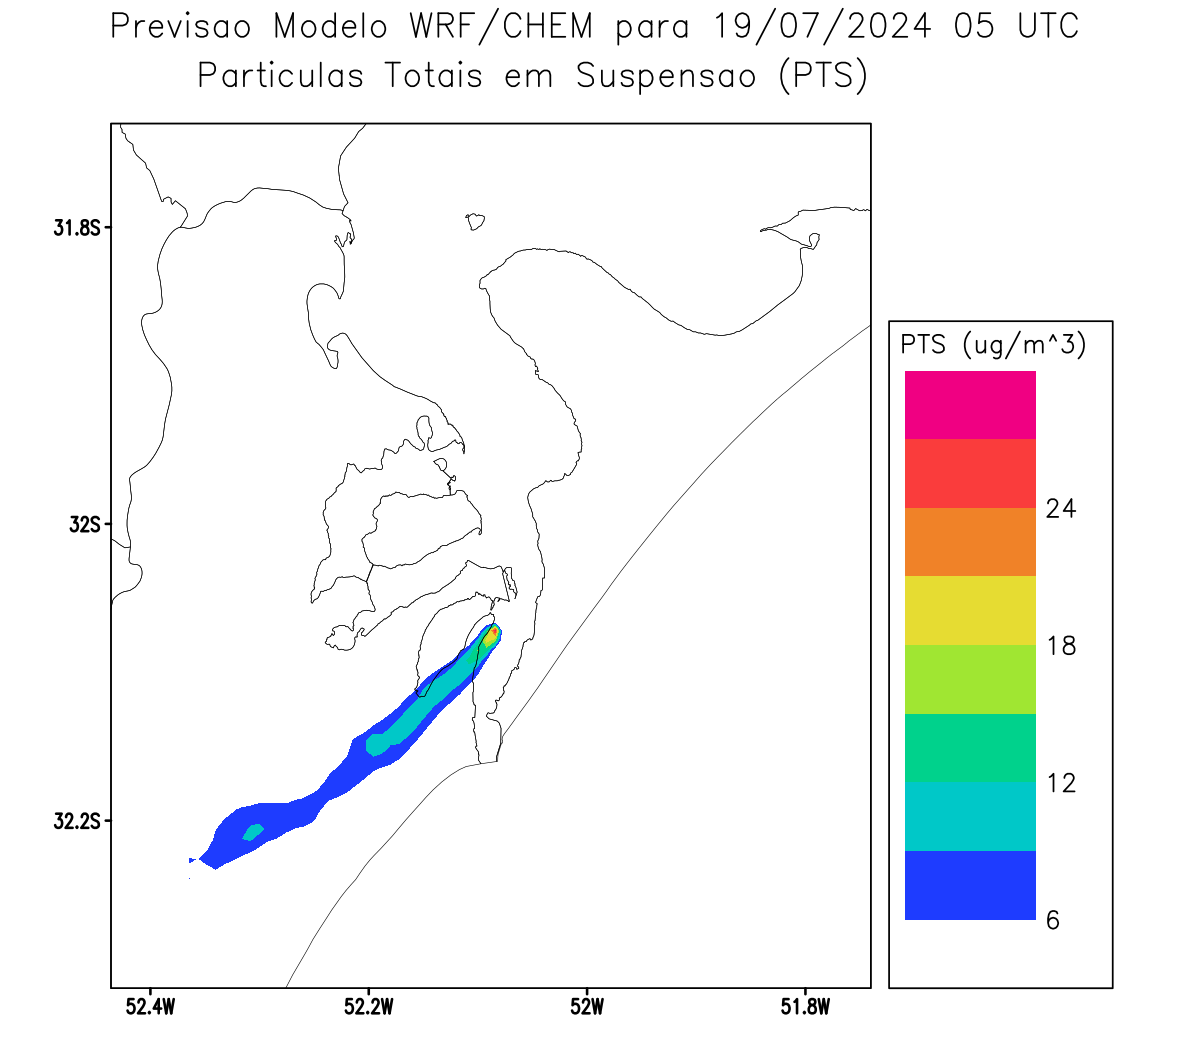 Previsao Modelo WRF/CHEM para 19/07/2024 05 UTC
Particulas Totais em Suspensao (PTS)
31.8S
32S
32.2S
52.4W
52.2W
52W
51.8W
PTS (ug/m^3)
24
18
12
6